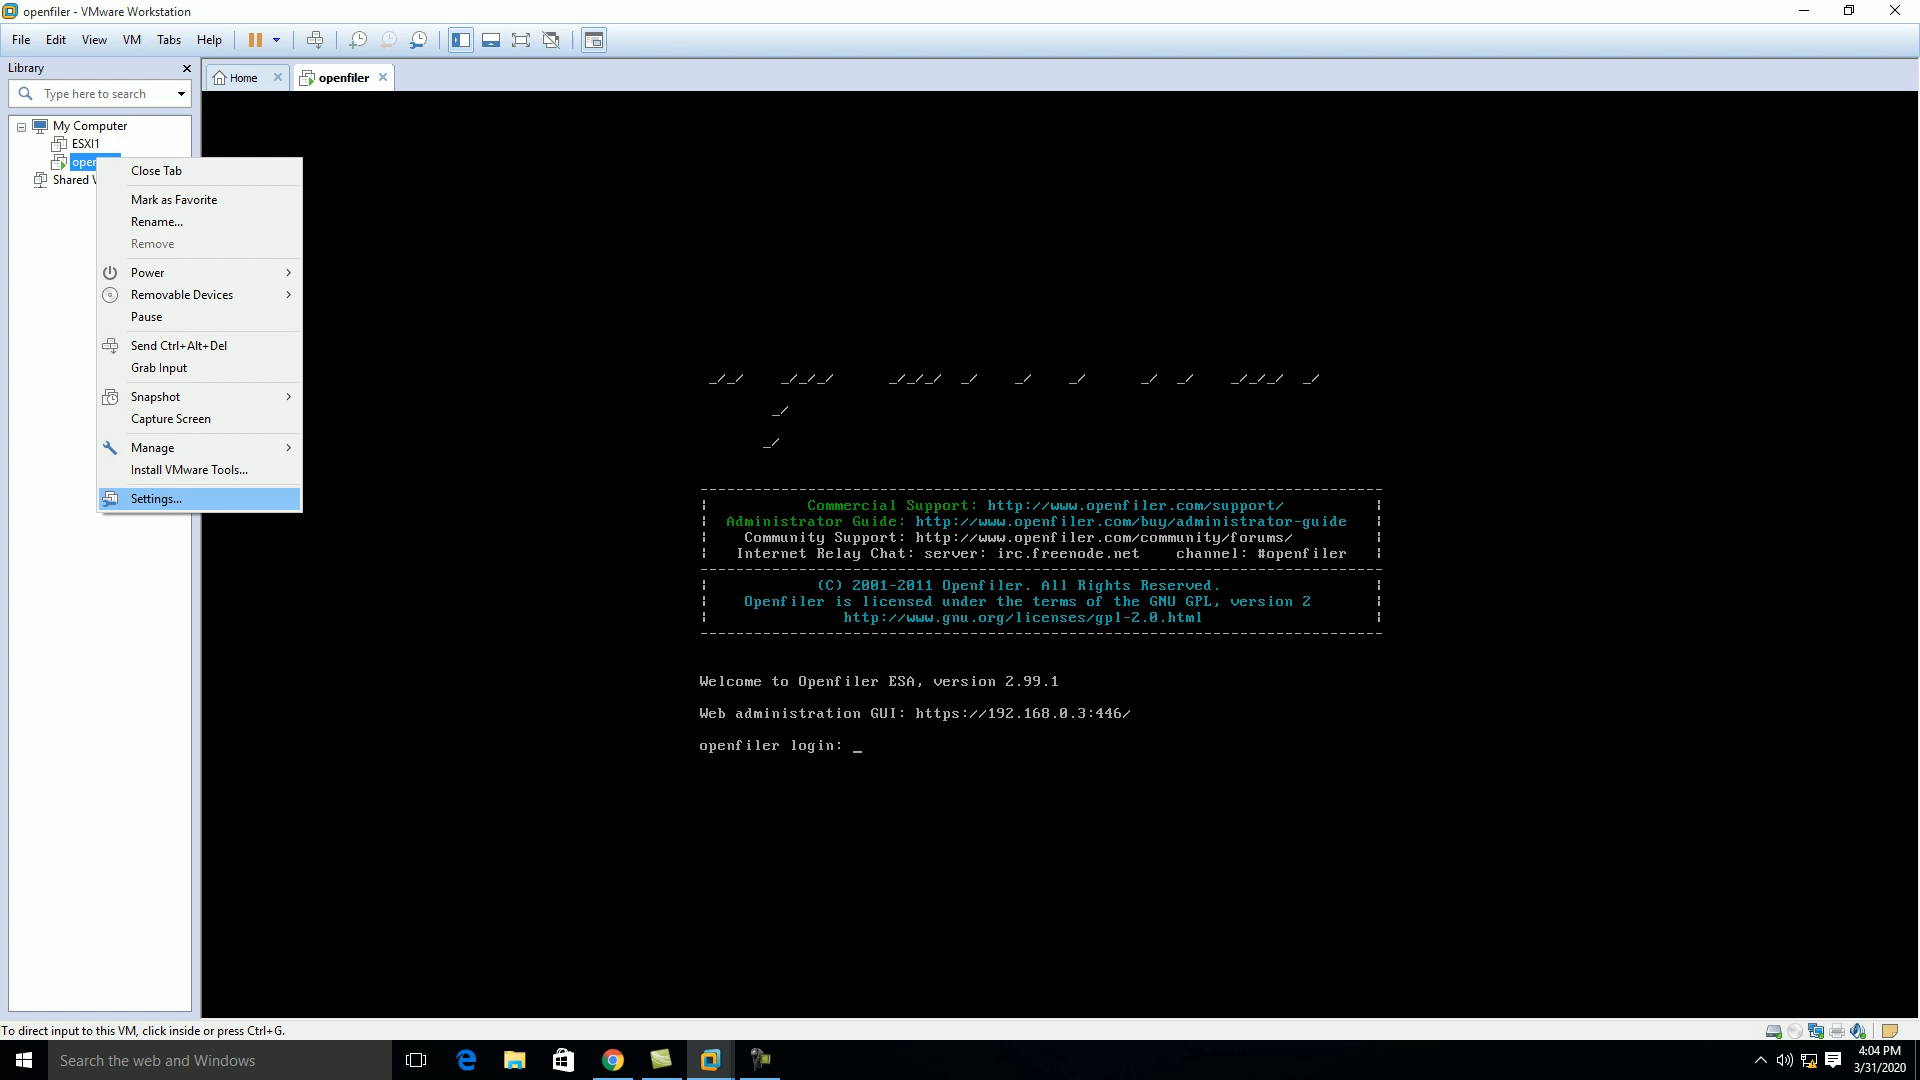 openfiler - VMware Workstation
File Edit View VM Tabs Help
Library
Home
openfiler
Type here to search
My Computer
ESXI1
open
Shared V
Close Tab
Mark as Favorite
Rename...
Remove
Power
Removable Devices
Pause
Send Ctrl+Alt+Del
Grab Input
Snapshot
Capture Screen
Manage
Install VMware Tools...
Settings...
Commercial Support: http://www.openfiler.com/support/
Administrator Guide: http://www.openfiler.com/buy/administrator-guide
Community Support: http://www.openfiler.com/community/forums/
Internet Relay Chat: server: irc.freenode.net channel: #openfiler
(C) 2001-2011 Openfiler. All Rights Reserved.
Openfiler is licensed under the terms of the GNU GPL, version 2
http://www.gnu.org/licenses/gpl-2.0.html
Welcome to Openfiler ESA, version 2.99.1
Web administration GUI: https://192.168.0.3:446/
openfiler login: _
To direct input to this VM, click inside or press Ctrl+G.
Search the web and Windows
4:04 PM
3/31/2020